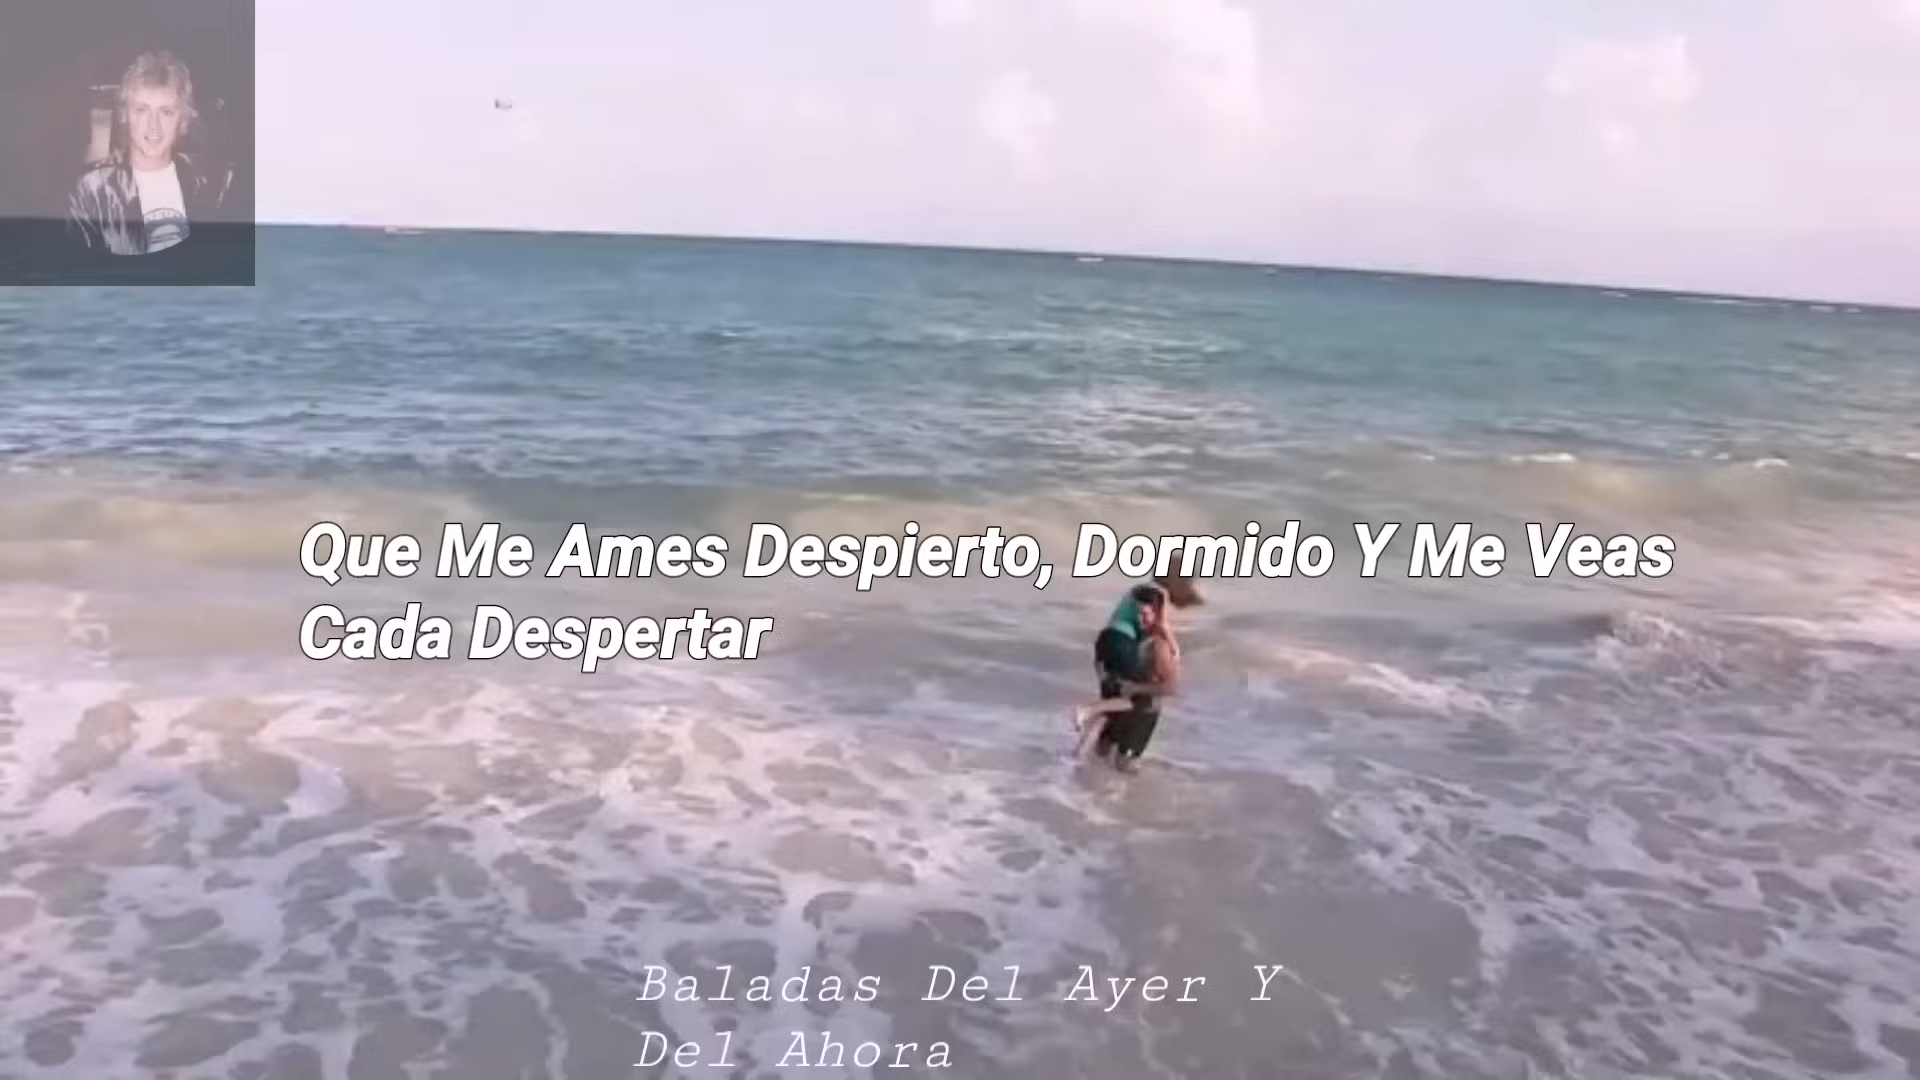 Que Me Ames Despierto, Dormido Y Me Veas
Cada Despertar
Baladas Del Ayer Y
Del Ahora